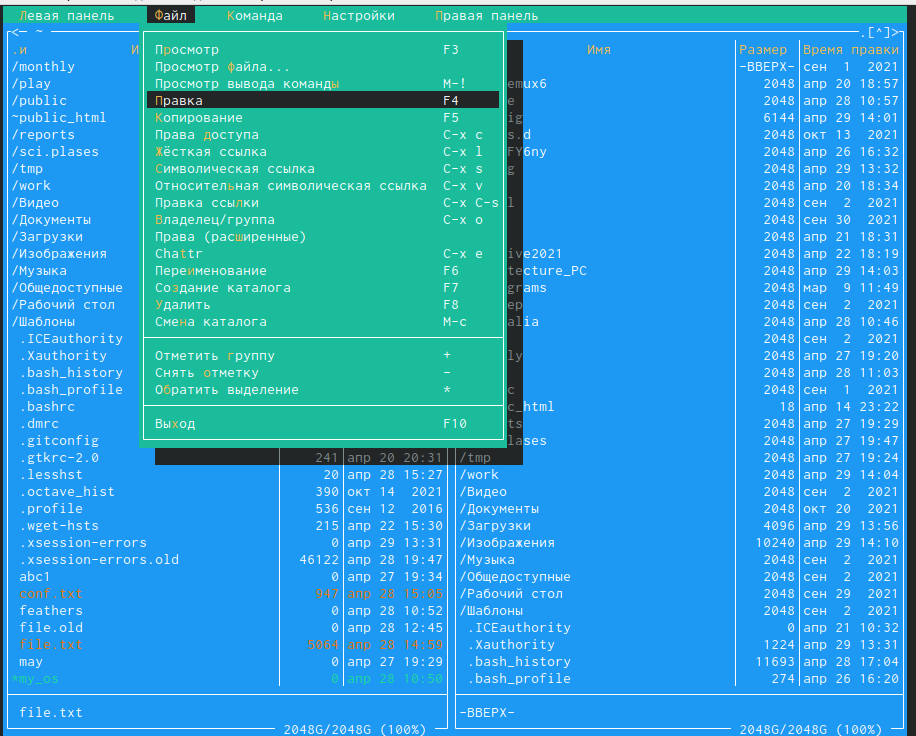 Левая панель Файл Команда Настройки Правая панель
<— ~ .[^]>
.и И Имя Размер Время правки
/monthly Просмотр F3 -ВВЕРХ- сен 1 2021
/play Просмотр файла... 2048 апр 20 18:57
/public Просмотр вывода команды M-! emux6 2048 апр 28 10:57
~public_html Правка F4 e 6144 апр 29 14:01
/reports Копирование F5 ig 2048 окт 13 2021
/sci.plases Права доступа C-x c s.d 2048 апр 26 16:32
/tmp Жёсткая ссылка C-x l FY6ny 2048 апр 29 13:32
/work Символическая ссылка C-x s g 2048 апр 20 18:34
/Видео Относительная символическая ссылка C-x v 2048 сен 2 2021
/Документы Правка ссылки C-x C-s l 2048 сен 30 2021
/Загрузки Владелец/группа C-x o 2048 апр 21 18:31
/Изображения Права (расширенные) 2048 апр 22 18:19
/Музыка Chattr C-x e ive2021 2048 апр 29 14:03
/Общедоступные Переименование F6 tecture_PC 2048 мар 9 11:49
/Рабочий стол Создание каталога F7 grams 2048 сен 2 2021
/Шаблоны Удалить F8 ep 2048 апр 28 10:46
.ICEauthority Смена каталога M-c alia 2048 сен 2 2021
.Xauthority Отметить группу + ly 2048 апр 27 19:20
.bash_history Снять отметку - 2048 апр 28 11:03
.bash_profile Обратить выделение * c 2048 сен 1 2021
.bashrc c_html 18 апр 14 23:22
.dmrc Выход F10 ts 2048 апр 27 19:29
.gitconfig lases 2048 апр 27 19:47
.gtkrc-2.0 241 апр 20 20:31 /tmp 2048 апр 27 19:24
.lesshst 20 апр 28 15:27 /work 2048 апр 29 14:04
.octave_hist 390 окт 14 2021 /Видео 2048 сен 2 2021
.profile 536 сен 12 2016 /Документы 2048 окт 20 2021
.wget-hsts 215 апр 22 15:30 /Загрузки 4096 апр 29 13:56
.xsession-errors 0 апр 29 13:31 /Изображения 10240 апр 29 14:10
.xsession-errors.old 46122 апр 28 19:47 /Музыка 2048 сен 2 2021
abc1 0 апр 27 19:34 /Общедоступные 2048 сен 2 2021
conf.txt 947 апр 28 15:05 /Рабочий стол 2048 сен 29 2021
feathers 0 апр 28 10:52 /Шаблоны 2048 сен 2 2021
file.old 0 апр 28 12:45 .ICEauthority 0 апр 21 10:32
file.txt 5064 апр 28 14:59 .Xauthority 1224 апр 29 13:31
may 0 апр 27 19:29 .bash_history 11693 апр 28 17:04
*my_os 0 апр 28 10:50 .bash_profile 274 апр 26 16:20
file.txt -ВВЕРХ-
2048G/2048G (100%) 2048G/2048G (100%)